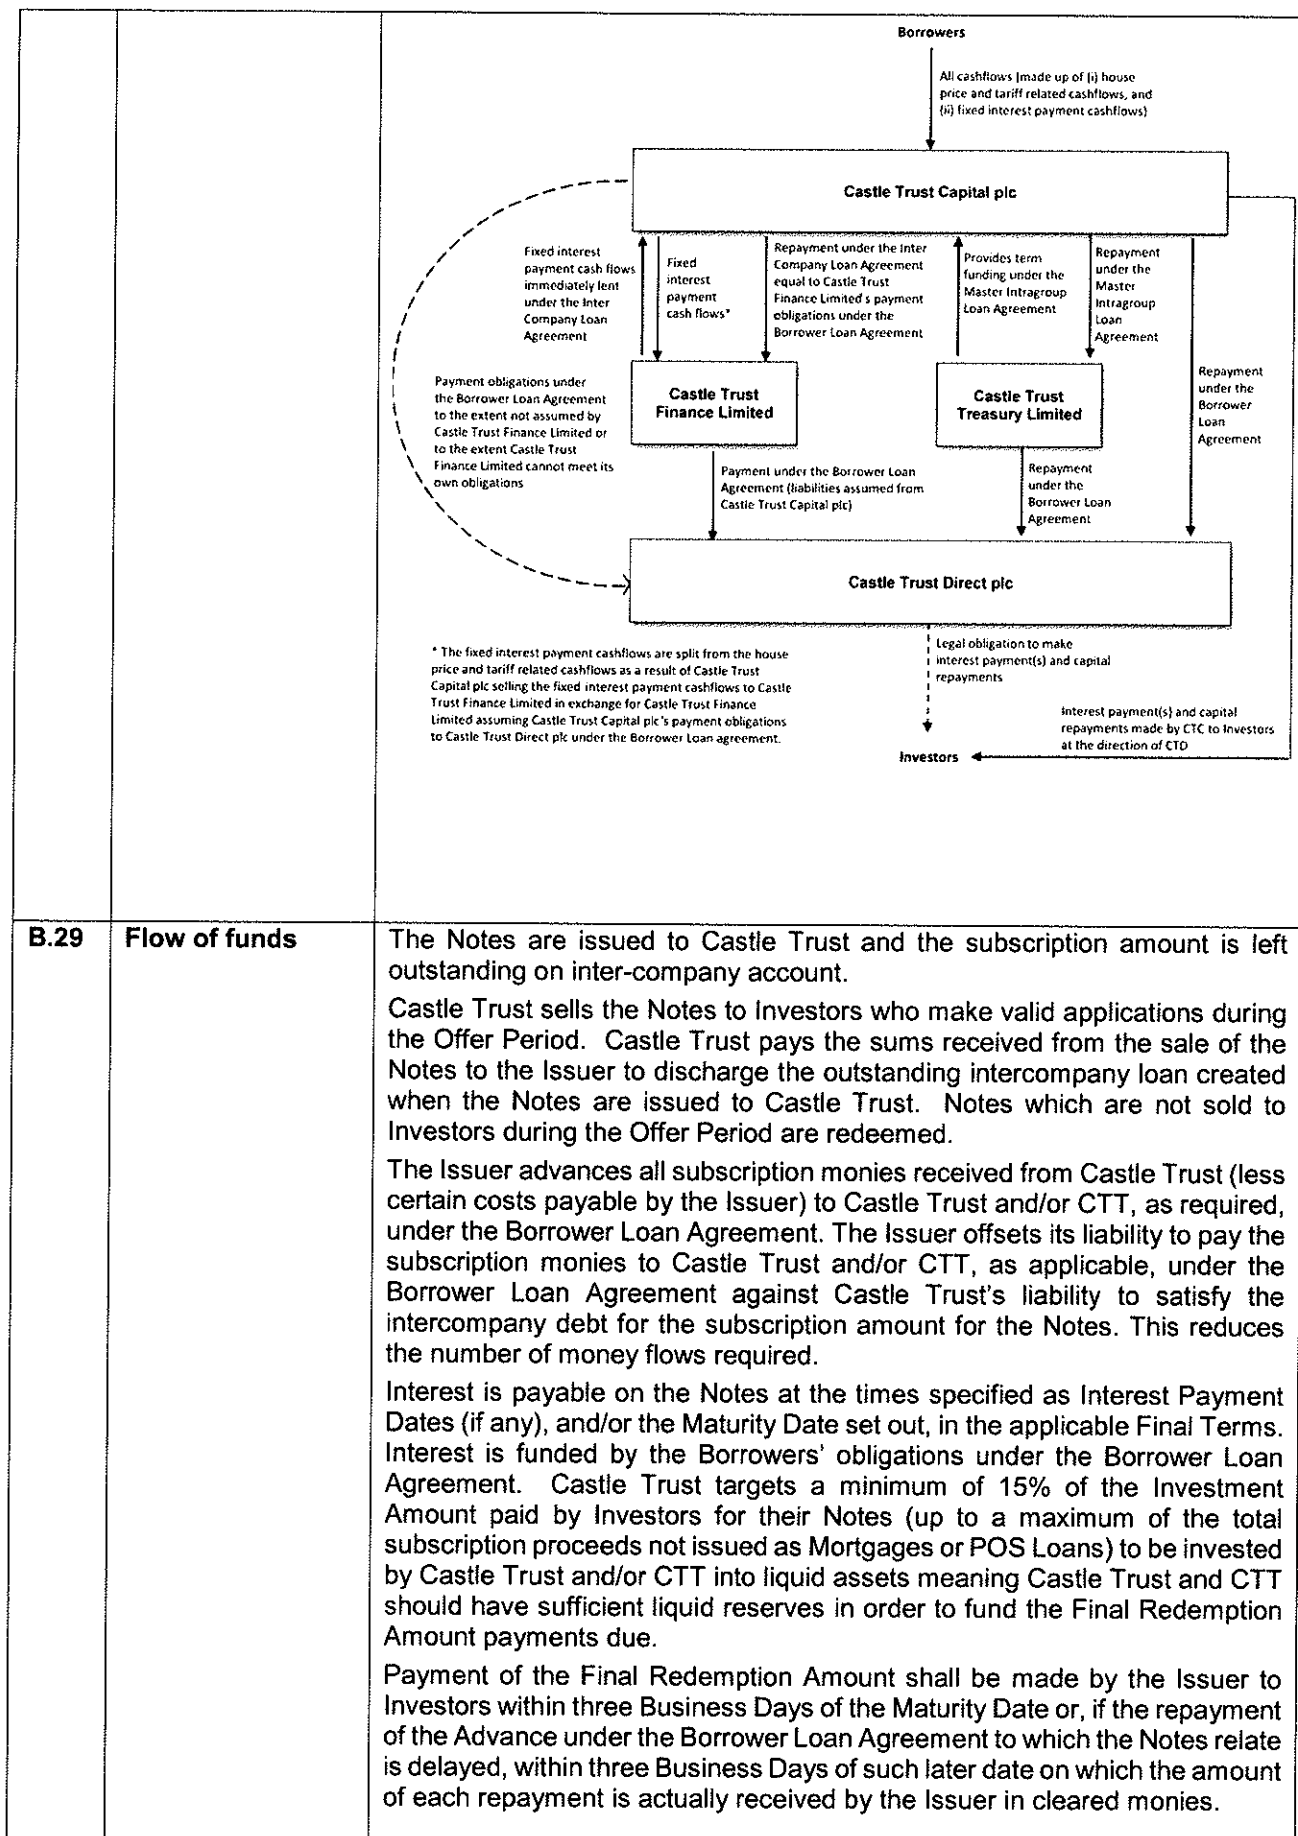 Borrowers
All cashflows (made up of (i) house
price and tariff related cashflows, and
(ii) fixed interest payment cashflows)
Castle Trust Capital plc
Fixed interest
payment cash flows
immediately lent
under the Inter
Company Loan
Agreement
Fixed
interest
payment
cash flows*
Repayment under the Inter
Company Loan Agreement
equal to Castle Trust
Finance Limited's payment
obligations under the
Borrower Loan Agreement
Provides term
funding under the
Master Intragroup
Loan Agreement
Repayment
under the
Master
Intragroup
Loan
Agreement
Repayment
under the
Borrower
Loan
Agreement
Payment obligations under
the Borrower Loan Agreement
to the extent not assumed by
Castle Trust Finance Limited or
to the extent Castle Trust
Finance Limited cannot meet its
own obligations
Castle Trust
Finance Limited
Castle Trust
Treasury Limited
Payment under the Borrower Loan
Agreement (liabilities assumed from
Castle Trust Capital plc)
Repayment
under the
Borrower Loan
Agreement
Castle Trust Direct plc
* The fixed interest payment cashflows are split from the house
price and tariff related cashflows as a result of Castle Trust
Capital plc selling the fixed interest payment cashflows to Castle
Trust Finance Limited in exchange for Castle Trust Finance
Limited assuming Castle Trust Capital plc's payment obligations
to Castle Trust Direct plc under the Borrower Loan agreement.
Legal obligation to make
interest payment(s) and capital
repayments
Interest payment(s) and capital
repayments made by CTC to Investors
at the direction of CTD
Investors
B.29 Flow of funds
The Notes are issued to Castle Trust and the subscription amount is left
outstanding on inter-company account.
Castle Trust sells the Notes to Investors who make valid applications during
the Offer Period. Castle Trust pays the sums received from the sale of the
Notes to the Issuer to discharge the outstanding intercompany loan created
when the Notes are issued to Castle Trust. Notes which are not sold to
Investors during the Offer Period are redeemed.
The Issuer advances all subscription monies received from Castle Trust (less
certain costs payable by the Issuer) to Castle Trust and/or CTT, as required,
under the Borrower Loan Agreement. The Issuer offsets its liability to pay the
subscription monies to Castle Trust and/or CTT, as applicable, under the
Borrower Loan Agreement against Castle Trust's liability to satisfy the
intercompany debt for the subscription amount for the Notes. This reduces
the number of money flows required.
Interest is payable on the Notes at the times specified as Interest Payment
Dates (if any), and/or the Maturity Date set out, in the applicable Final Terms.
Interest is funded by the Borrowers' obligations under the Borrower Loan
Agreement. Castle Trust targets a minimum of 15% of the Investment
Amount paid by Investors for their Notes (up to a maximum of the total
subscription proceeds not issued as Mortgages or POS Loans) to be invested
by Castle Trust and/or CTT into liquid assets meaning Castle Trust and CTT
should have sufficient liquid reserves in order to fund the Final Redemption
Amount payments due.
Payment of the Final Redemption Amount shall be made by the Issuer to
Investors within three Business Days of the Maturity Date or, if the repayment
of the Advance under the Borrower Loan Agreement to which the Notes relate
is delayed, within three Business Days of such later date on which the amount
of each repayment is actually received by the Issuer in cleared monies.